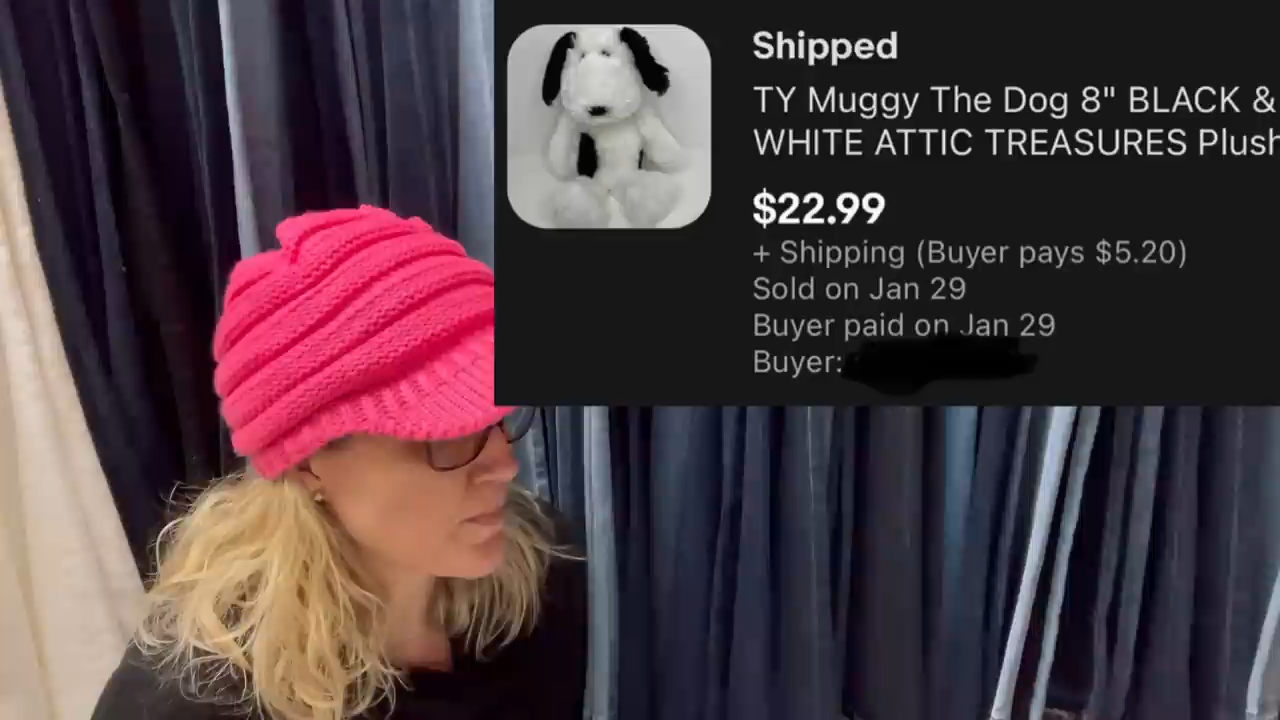 Shipped
TY Muggy The Dog 8" BLACK &
WHITE ATTIC TREASURES Plush
$22.99
+ Shipping (Buyer pays $5.20)
Sold on Jan 29
Buyer paid on Jan 29
Buyer: